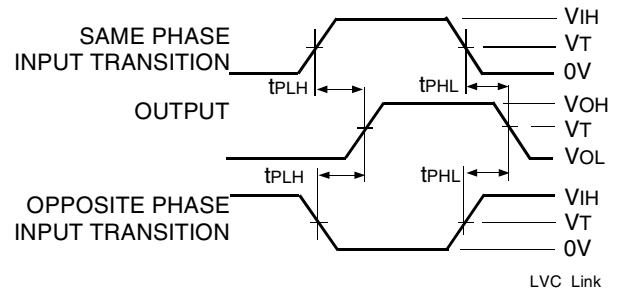 VIH
SAME PHASE
INPUT TRANSITION
VT
0V
tPLH
tPHL
OUTPUT
VOH
VT
VOL
tPLH
tPHL
OPPOSITE PHASE
INPUT TRANSITION
VIH
VT
0V
LVC Link